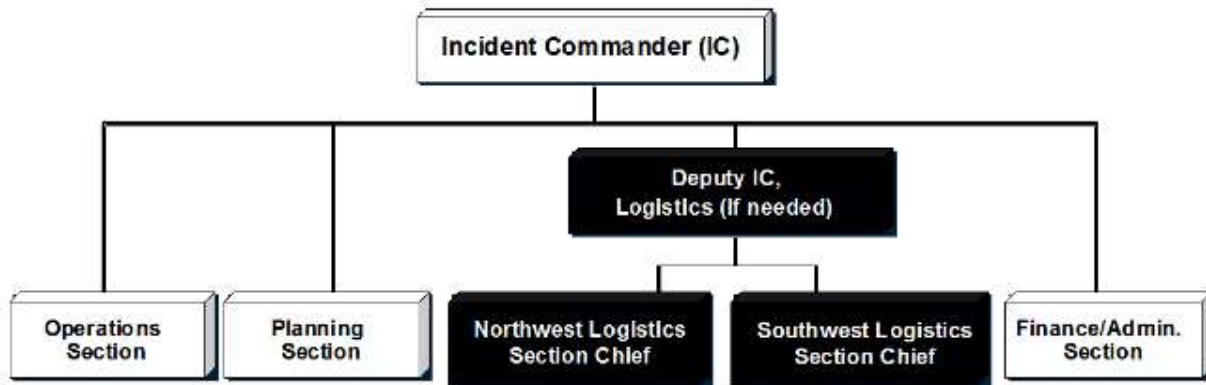 Incident Commander (IC)
Deputy IC,
Logistics (If needed)
Operations
Section
Planning
Section
Northwest Logistics
Section Chief
Southwest Logistics
Section Chief
Finance/Admin.
Section